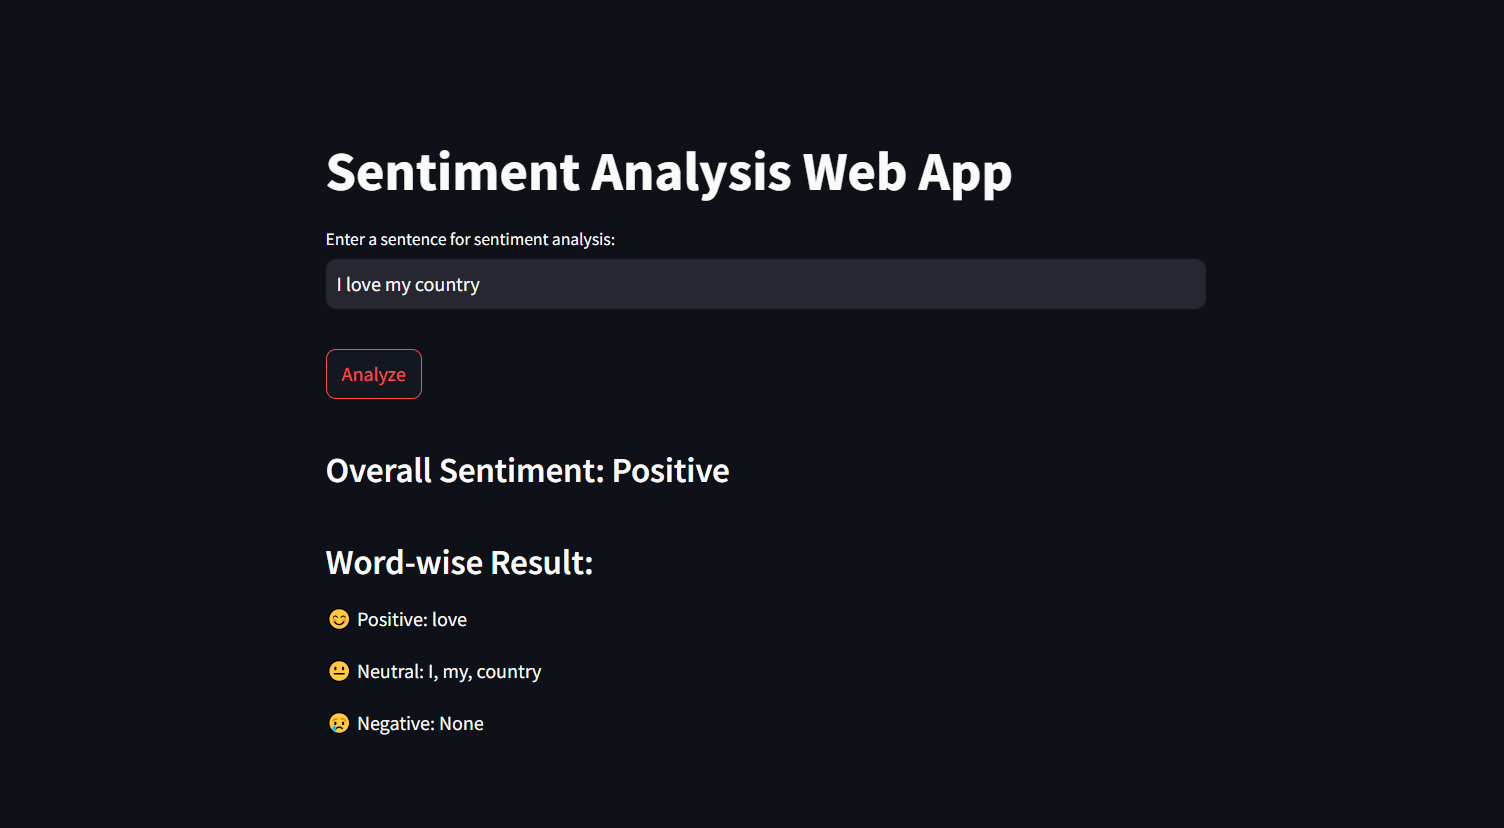 Sentiment Analysis Web App
Enter a sentence for sentiment analysis:
I love my country
Analyze
Overall Sentiment: Positive
Word-wise Result:
😊 Positive: love
😐 Neutral: I, my, country
😢 Negative: None